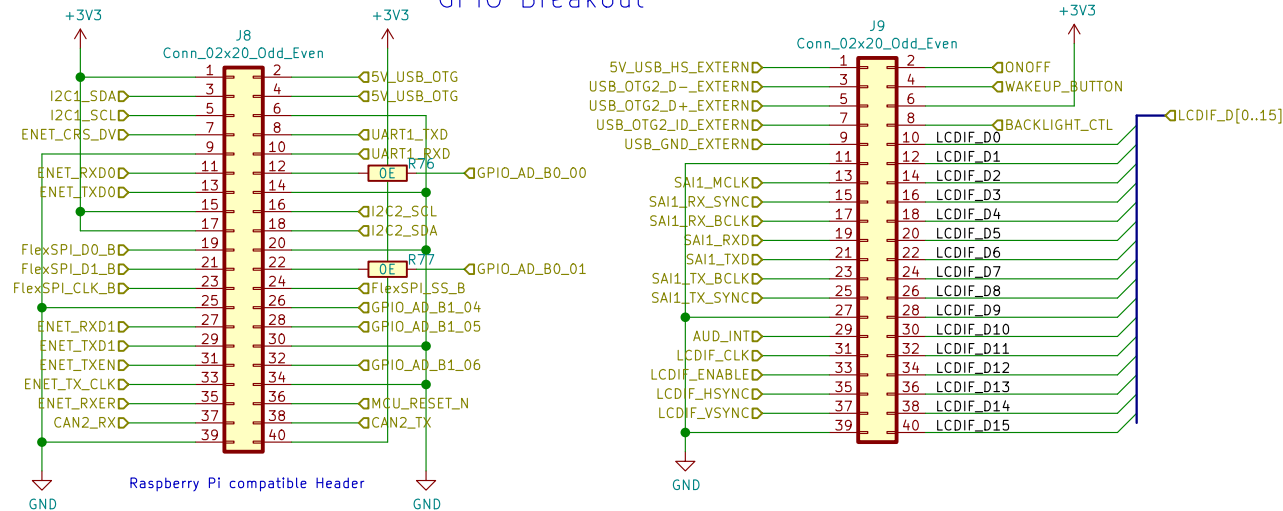 GPIO Breakout
+3V3
+3V3
J8
Conn_02x20_Odd_Even
1 2 5V_USB_OTG
I2C1_SDA 3 4 5V_USB_OTG
I2C1_SCL 5 6
ENET_CRS_DV 7 8 UART1_TXD
9 10 UART1_RXD
R76
ENET_RXD0 11 12 0E GPIO_AD_B0_00
ENET_TXD0 13 14
15 16 I2C2_SCL
17 18 I2C2_SDA
FlexSPI_D0_B 19 20
R77
FlexSPI_D1_B 21 22 0E GPIO_AD_B0_01
FlexSPI_CLK_B 23 24 FlexSPI_SS_B
25 26 GPIO_AD_B1_04
ENET_RXD1 27 28 GPIO_AD_B1_05
ENET_TXD1 29 30
ENET_TXEN 31 32 GPIO_AD_B1_06
ENET_TX_CLK 33 34
ENET_RXER 35 36 MCU_RESET_N
CAN2_RX 37 38 CAN2_TX
39 40
Raspberry Pi compatible Header
GND
GND
+3V3
J9
Conn_02x20_Odd_Even
5V_USB_HS_EXTERN 1 2 ONOFF
USB_OTG2_D-_EXTERN 3 4 WAKEUP_BUTTON
USB_OTG2_D+_EXTERN 5 6
USB_OTG2_ID_EXTERN 7 8 BACKLIGHT_CTL
LCDIF_D[0..15]
USB_GND_EXTERN 9 10 LCDIF_D0
11 12 LCDIF_D1
SAI1_MCLK 13 14 LCDIF_D2
SAI1_RX_SYNC 15 16 LCDIF_D3
SAI1_RX_BCLK 17 18 LCDIF_D4
SAI1_RXD 19 20 LCDIF_D5
SAI1_TXD 21 22 LCDIF_D6
SAI1_TX_BCLK 23 24 LCDIF_D7
SAI1_TX_SYNC 25 26 LCDIF_D8
27 28 LCDIF_D9
AUD_INT 29 30 LCDIF_D10
LCDIF_CLK 31 32 LCDIF_D11
LCDIF_ENABLE 33 34 LCDIF_D12
LCDIF_HSYNC 35 36 LCDIF_D13
LCDIF_VSYNC 37 38 LCDIF_D14
39 40 LCDIF_D15
GND